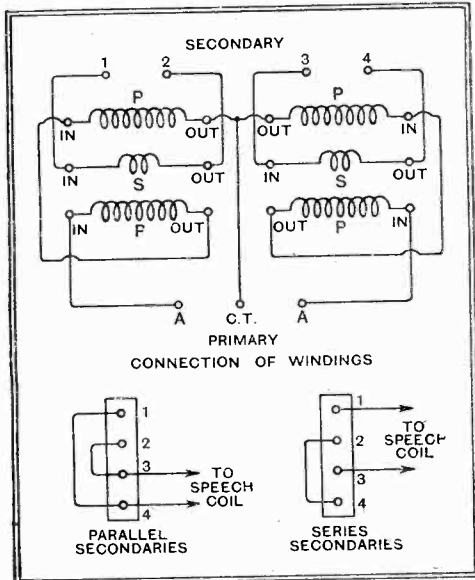 SECONDARY
1 2 3 4
P P
IN OUT OUT IN
IN S OUT IN S OUT
IN P OUT OUT P IN
A C.T. A
PRIMARY
CONNECTION OF WINDINGS
1
2
3
4
TO
SPEECH
COIL
PARALLEL
SECONDARIES
1
2
3
4
TO
SPEECH
COIL
SERIES
SECONDARIES